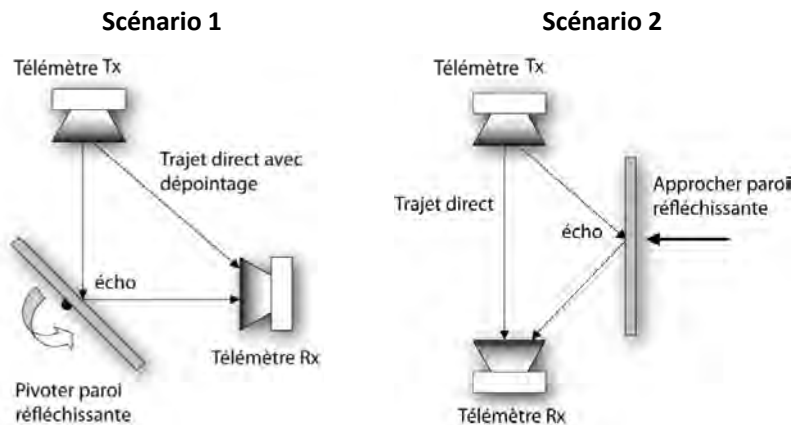 Scénario 1
Télémètre Tx
Trajet direct avec
dépointage
écho
Télémètre Rx
Pivoter paroi
réfléchissante
Scénario 2
Télémètre Tx
Trajet direct
écho
Approcher paroi
réfléchissante
Télémètre Rx